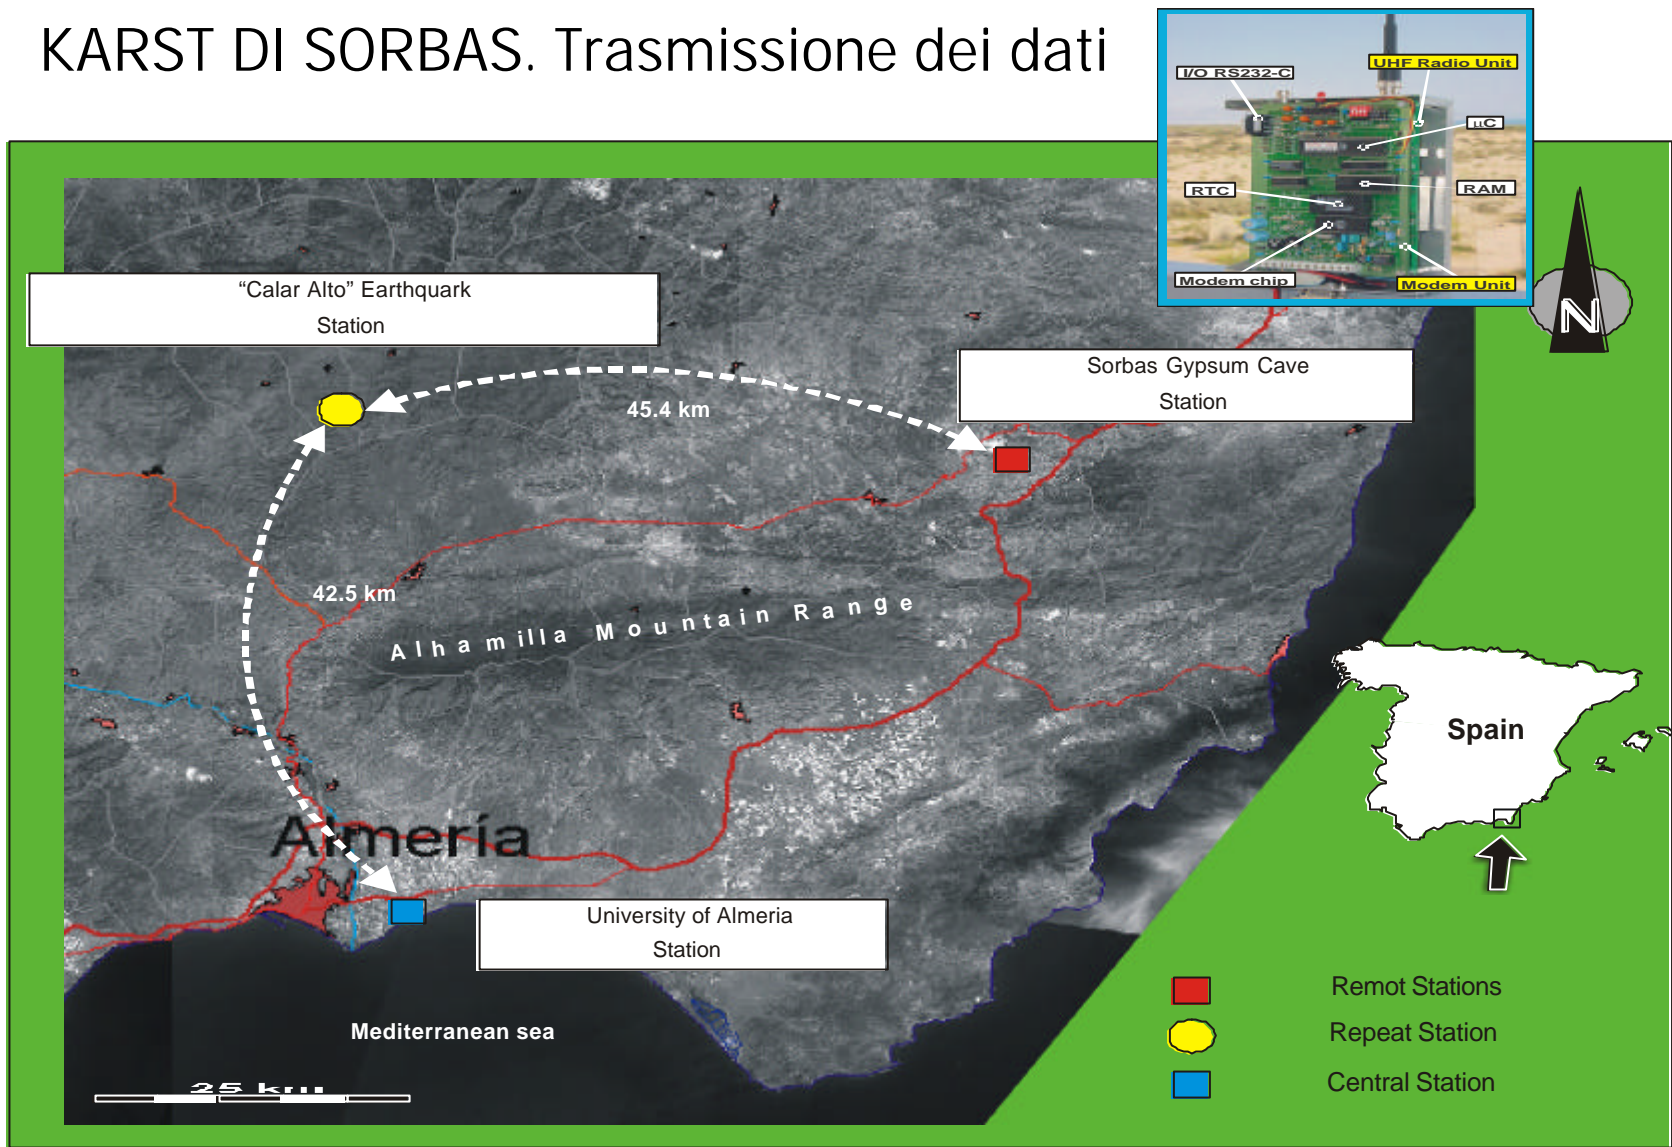 KARST DI SORBAS. Trasmissione dei dati
I/O RS232-C
UHF Radio Unit
µC
RTC
RAM
Modem chip
Modem Unit
“Calar Alto” Earthquark
Station
N
Sorbas Gypsum Cave
Station
45.4 km
42.5 km
Alhamilla Mountain Range
Spain
Almería
University of Almeria
Station
Mediterranean sea
25 km
Remot Stations
Repeat Station
Central Station